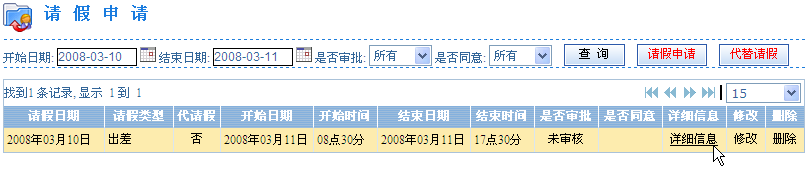 请 假 申 请
开始日期: 2008-03-10 结束日期: 2008-03-11 是否审批: 所有 是否同意: 所有 查 询 请假申请 代替请假
找到1 条记录, 显示 1 到 1 15
请假日期 请假类型 代请假 开始日期 开始时间 结束日期 结束时间 是否审批 是否同意 详细信息 修改 删除
2008年03月10日 出差 否 2008年03月11日 08点30分 2008年03月11日 17点30分 未审核 详细信息 修改 删除